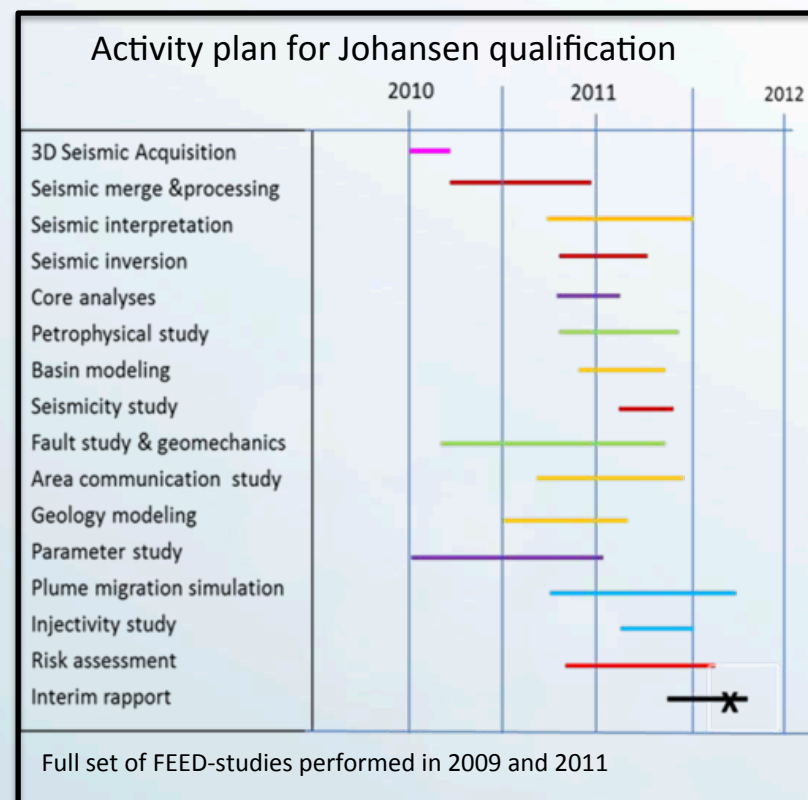 Activity plan for Johansen qualification
2010 2011 2012
3D Seismic Acquisition
Seismic merge &processing
Seismic interpretation
Seismic inversion
Core analyses
Petrophysical study
Basin modeling
Seismicity study
Fault study & geomechanics
Area communication study
Geology modeling
Parameter study
Plume migration simulation
Injectivity study
Risk assessment
Interim rapport X
Full set of FEED-studies performed in 2009 and 2011